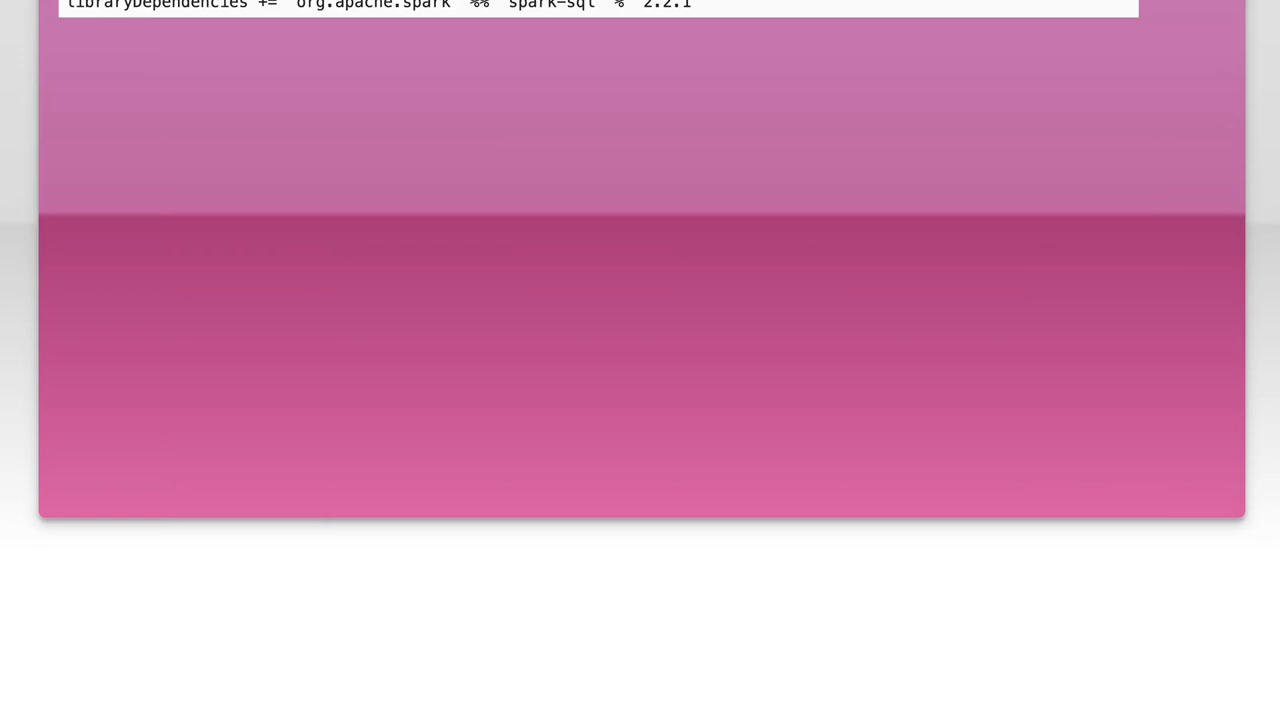 libraryDependencies += "org.apache.spark" %% "spark-sql" % "2.2.1"